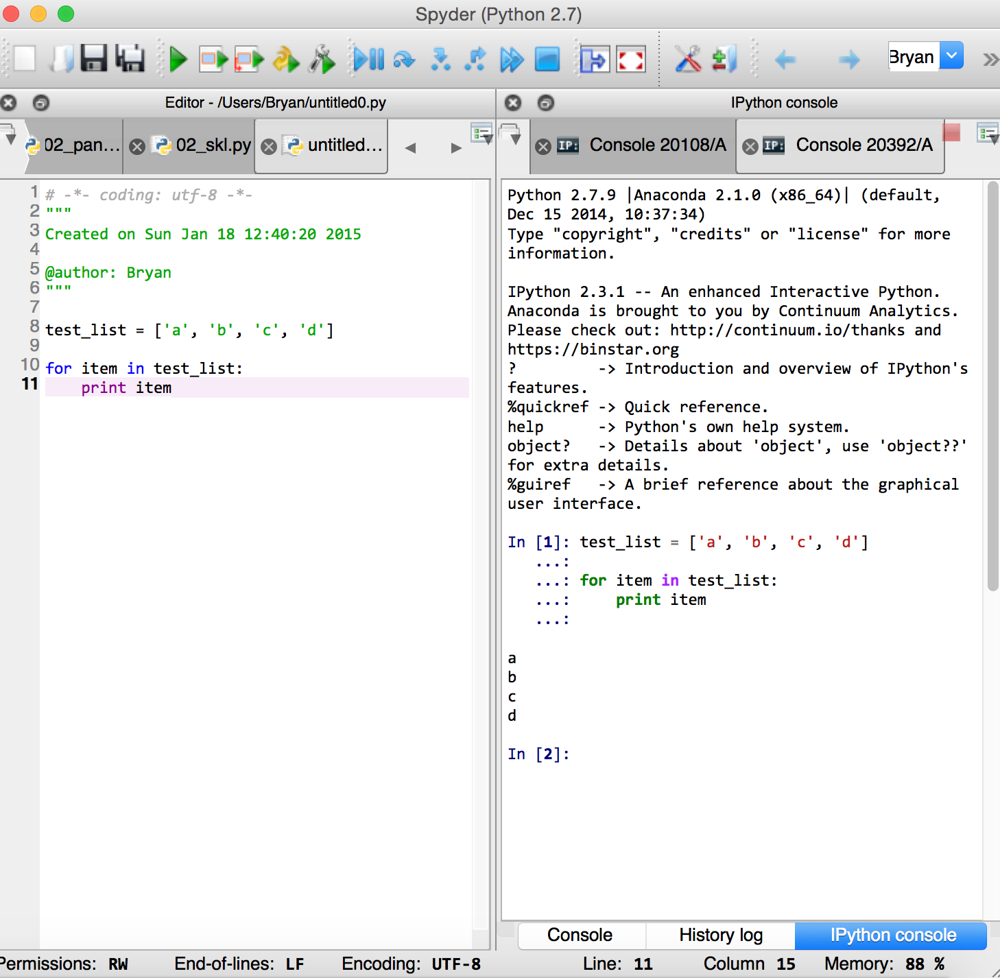 Spyder (Python 2.7)
Bryan
Editor - /Users/Bryan/untitled0.py
IPython console
02_pan...
02_skl.py
untitled...
IP: Console 20108/A
IP: Console 20392/A
1 # -*- coding: utf-8 -*-
2 """
3 Created on Sun Jan 18 12:40:20 2015
4
5 @author: Bryan
6 """
7
8 test_list = ['a', 'b', 'c', 'd']
9
10 for item in test_list:
11     print item
Python 2.7.9 |Anaconda 2.1.0 (x86_64)| (default,
Dec 15 2014, 10:37:34)
Type "copyright", "credits" or "license" for more
information.
IPython 2.3.1 -- An enhanced Interactive Python.
Anaconda is brought to you by Continuum Analytics.
Please check out: http://continuum.io/thanks and
https://binstar.org
?         -> Introduction and overview of IPython's
features.
%quickref -> Quick reference.
help      -> Python's own help system.
object?   -> Details about 'object', use 'object??'
for extra details.
%guiref   -> A brief reference about the graphical
user interface.
In [1]: test_list = ['a', 'b', 'c', 'd']
   ...:
   ...: for item in test_list:
   ...:     print item
   ...:
a
b
c
d
In [2]:
Console
History log
IPython console
Permissions: RW
End-of-lines: LF
Encoding: UTF-8
Line: 11
Column 15
Memory: 88 %